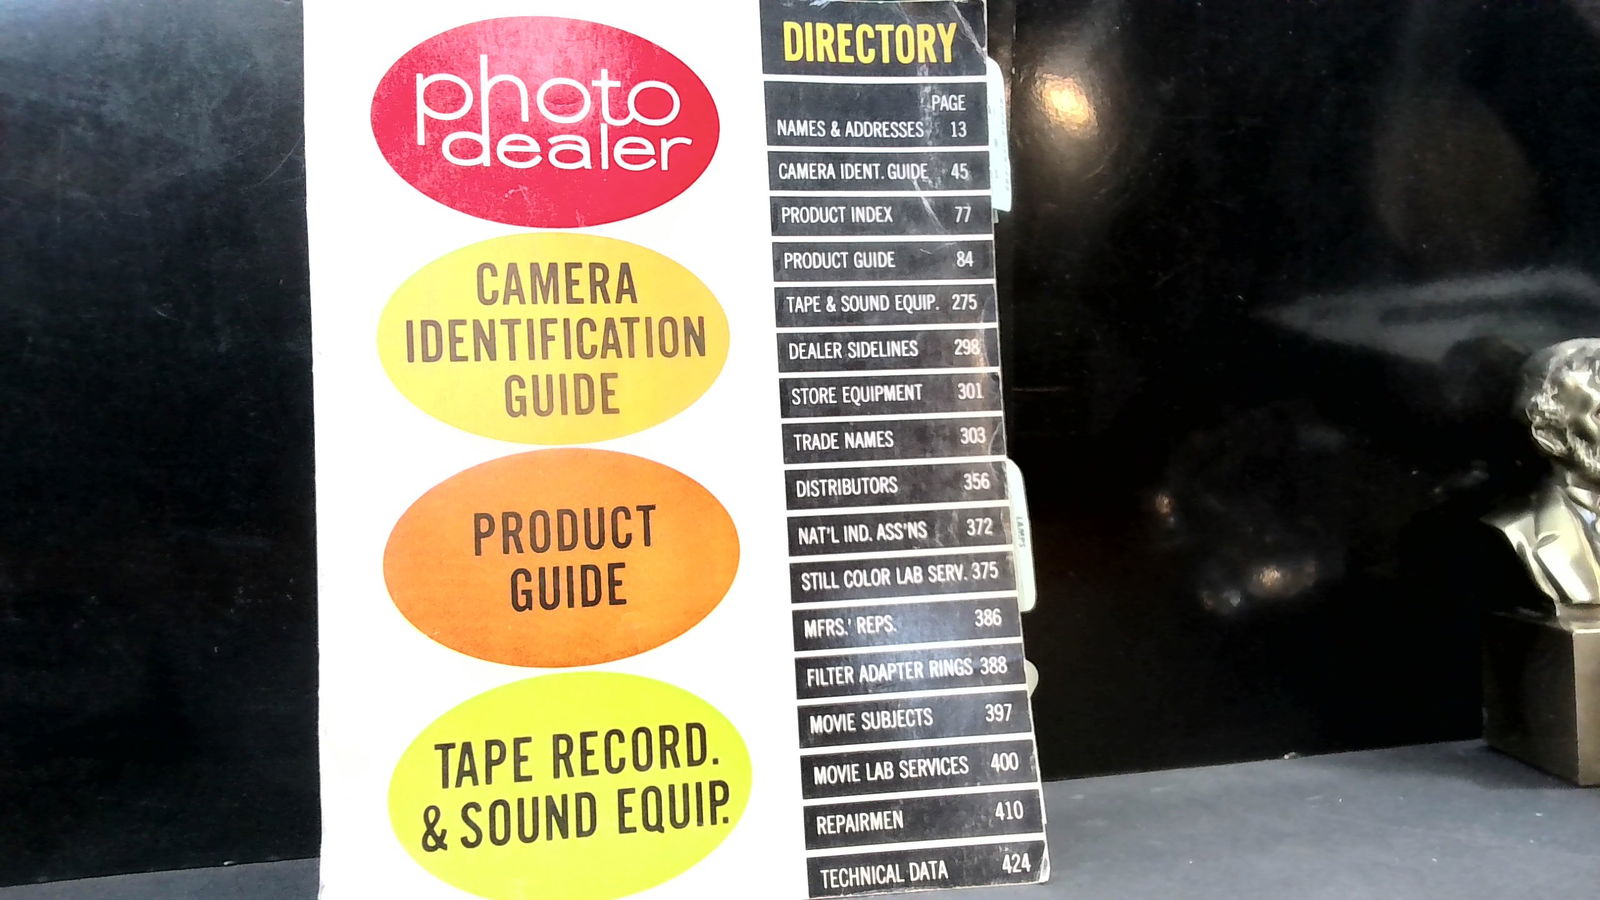 photo
dealer
CAMERA
IDENTIFICATION
GUIDE
PRODUCT
GUIDE
TAPE RECORD.
& SOUND EQUIP.
DIRECTORY
PAGE
NAMES & ADDRESSES 13
CAMERA IDENT. GUIDE 45
PRODUCT INDEX 77
PRODUCT GUIDE 84
TAPE & SOUND EQUIP. 275
DEALER SIDELINES 298
STORE EQUIPMENT 301
TRADE NAMES 303
DISTRIBUTORS 356
NAT'L IND. ASS'NS 372
STILL COLOR LAB SERV. 375
MFRS.' REPS. 386
FILTER ADAPTER RINGS 388
MOVIE SUBJECTS 397
MOVIE LAB SERVICES 400
REPAIRMEN 410
TECHNICAL DATA 424
LAMPS